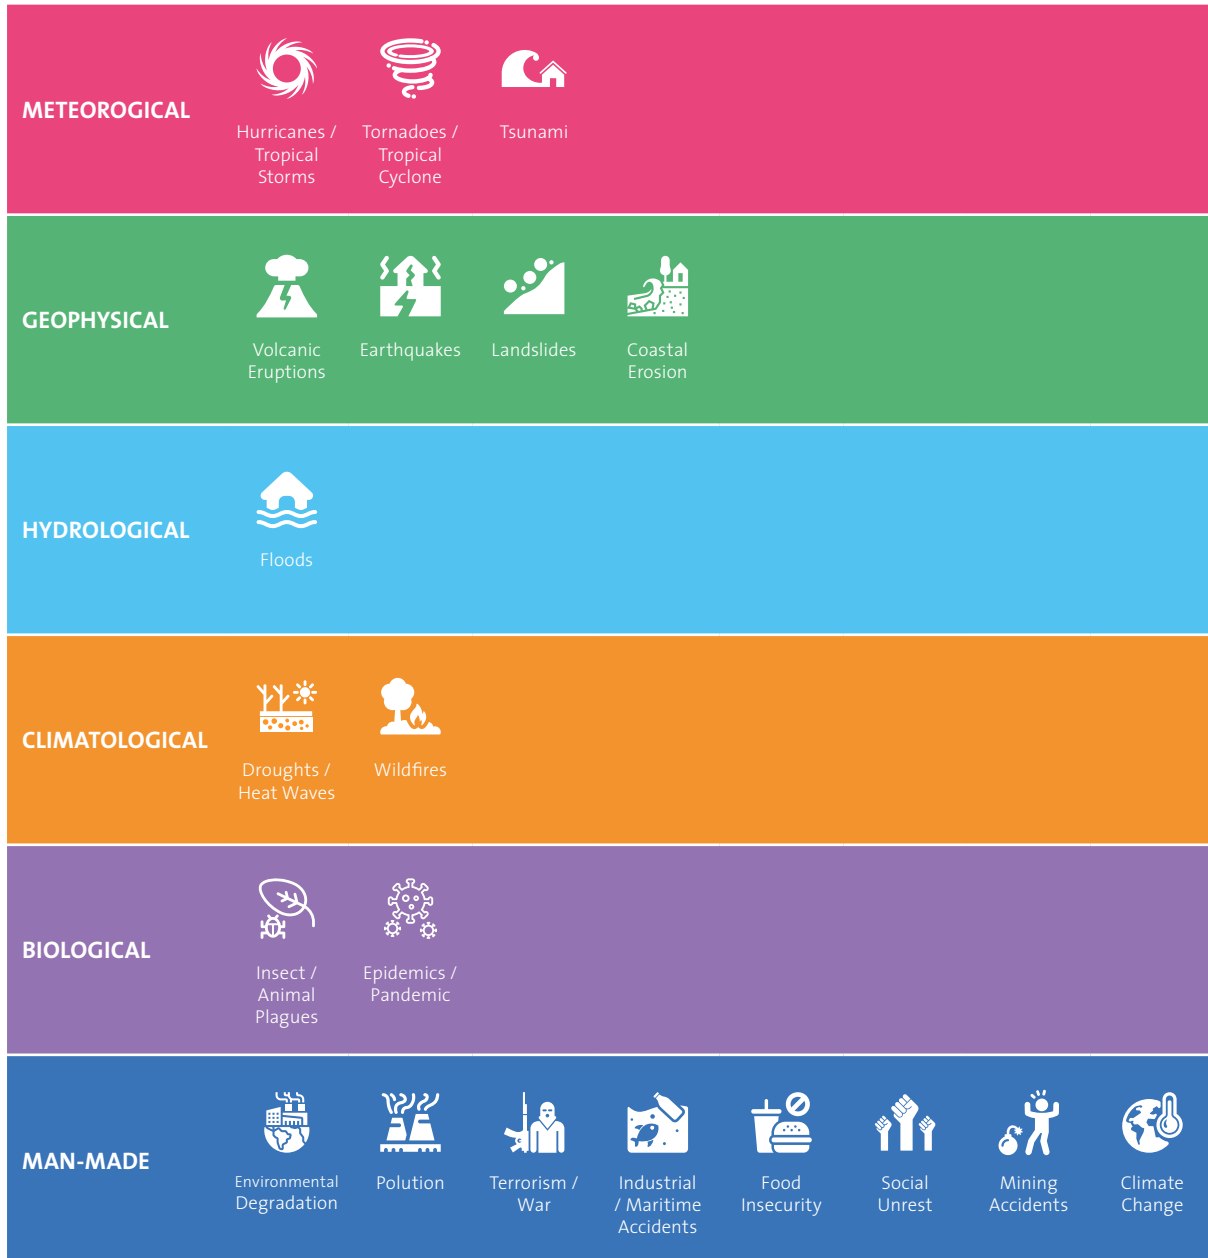 METEOROGICAL
Hurricanes /
Tropical
Storms
Tornadoes /
Tropical
Cyclone
Tsunami
GEOPHYSICAL
Volcanic
Eruptions
Earthquakes
Landslides
Coastal
Erosion
HYDROLOGICAL
Floods
CLIMATOLOGICAL
Droughts /
Heat Waves
Wildfires
BIOLOGICAL
Insect /
Animal
Plagues
Epidemics /
Pandemic
MAN-MADE
Environmental
Degradation
Polution
Terrorism /
War
Industrial
/ Maritime
Accidents
Food
Insecurity
Social
Unrest
Mining
Accidents
Climate
Change